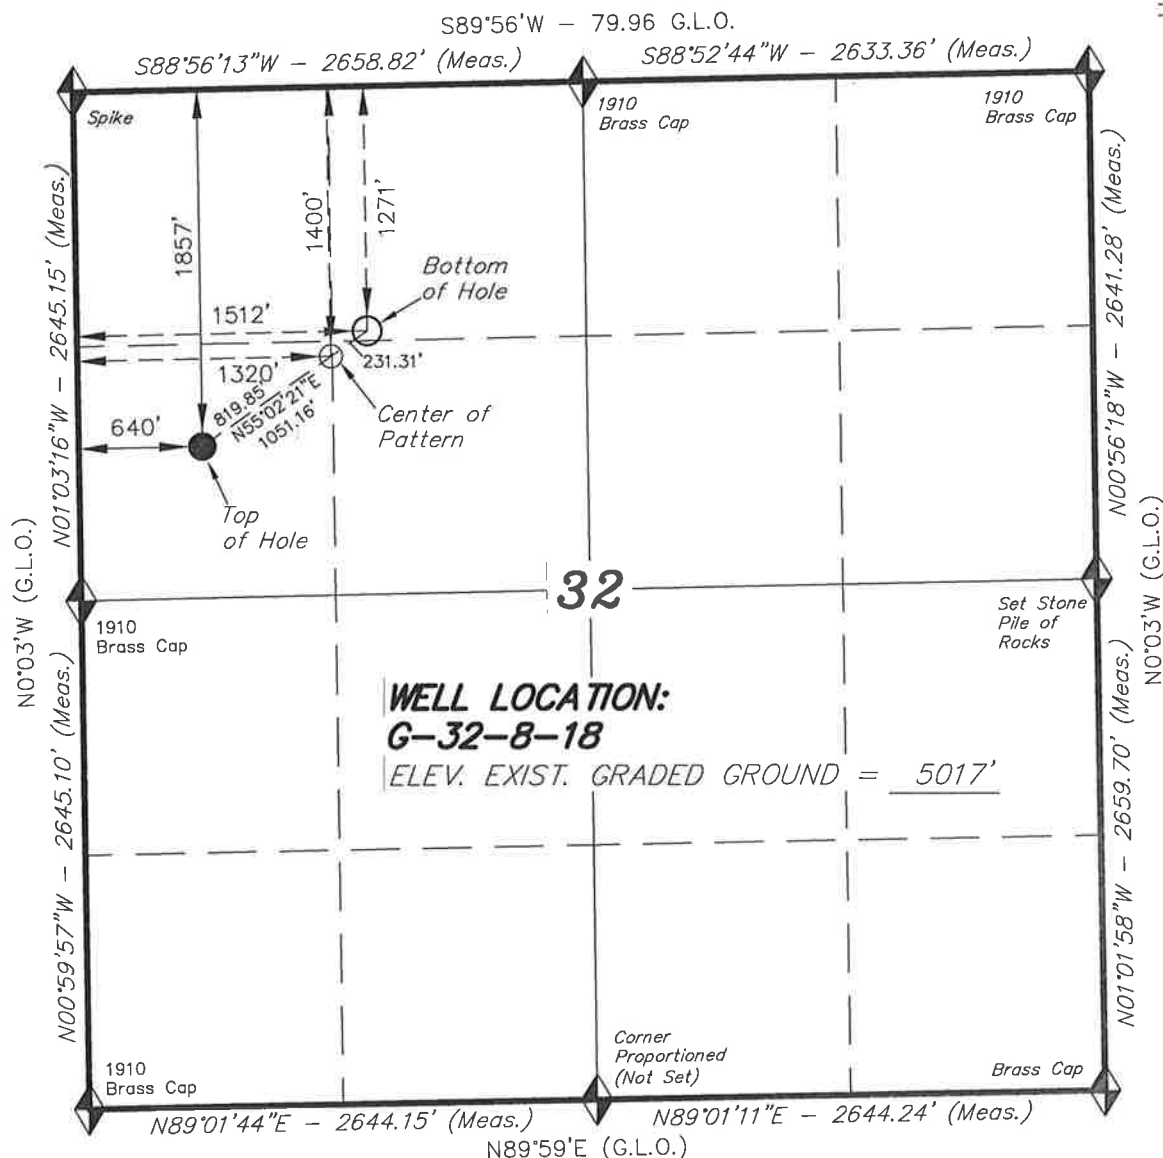 S89°56'W - 79.96 G.L.O.
S88°56'13"W - 2658.82' (Meas.)
S88°52'44"W - 2633.36' (Meas.)
Spike
1910
Brass Cap
1910
Brass Cap
N01°03'16"W - 2645.15' (Meas.)
1857'
1400'
1271'
N00°56'18"W - 2641.28' (Meas.)
Bottom
of Hole
1512'
231.31'
1320'
819.85'
N55°02'21"E
1051.16'
Center of
Pattern
640'
Top
of Hole
N0°03'W (G.L.O.)
N0°03'W (G.L.O.)
32
1910
Brass Cap
Set Stone
Pile of
Rocks
WELL LOCATION:
G-32-8-18
ELEV. EXIST. GRADED GROUND = 5017'
N00°59'57"W - 2645.10' (Meas.)
N01°01'58"W - 2659.70' (Meas.)
1910
Brass Cap
Corner
Proportioned
(Not Set)
Brass Cap
N89°01'44"E - 2644.15' (Meas.)
N89°01'11"E - 2644.24' (Meas.)
N89°59'E (G.L.O.)